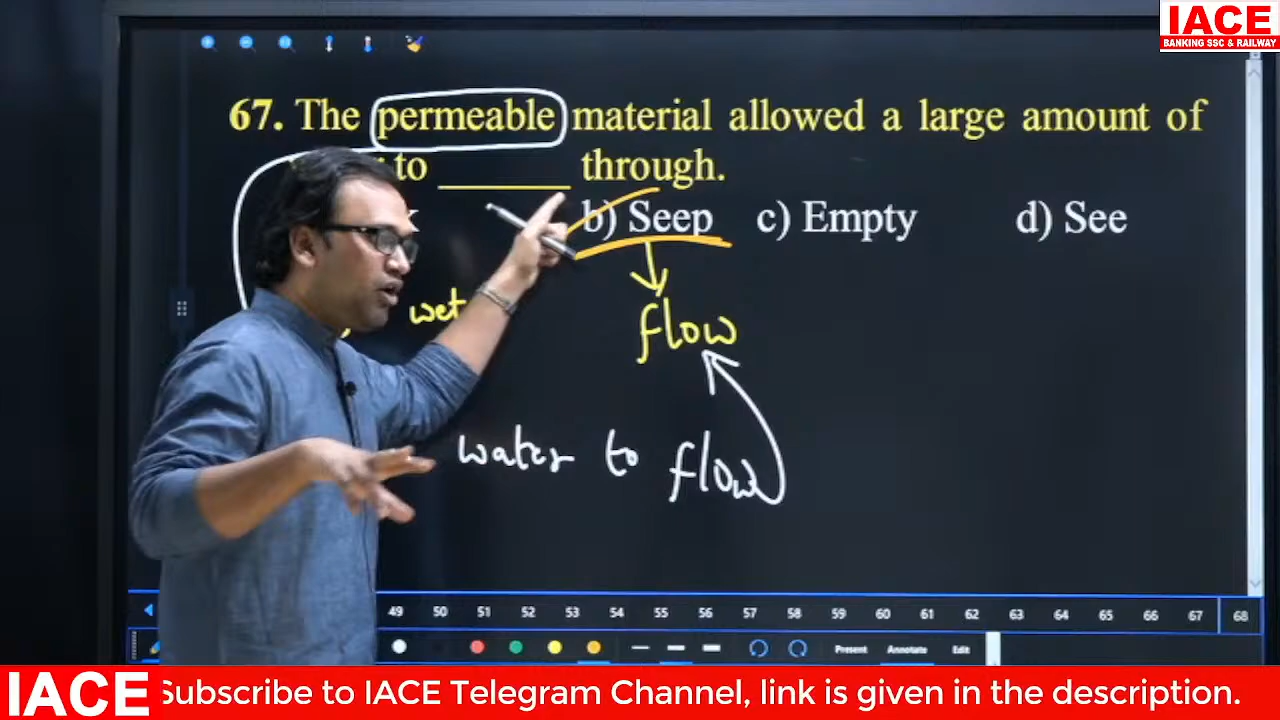 IACE
BANKING SSC & RAILWAY
67. The permeable material allowed a large amount of
to ________ through.
b) Seep c) Empty d) See
wet
flow
water to flow
49 50 51 52 53 54 55 56 57 58 59 60 61 62 63 64 65 66 67 68
Present Annotate Edit
IACE Subscribe to IACE Telegram Channel, link is given in the description.